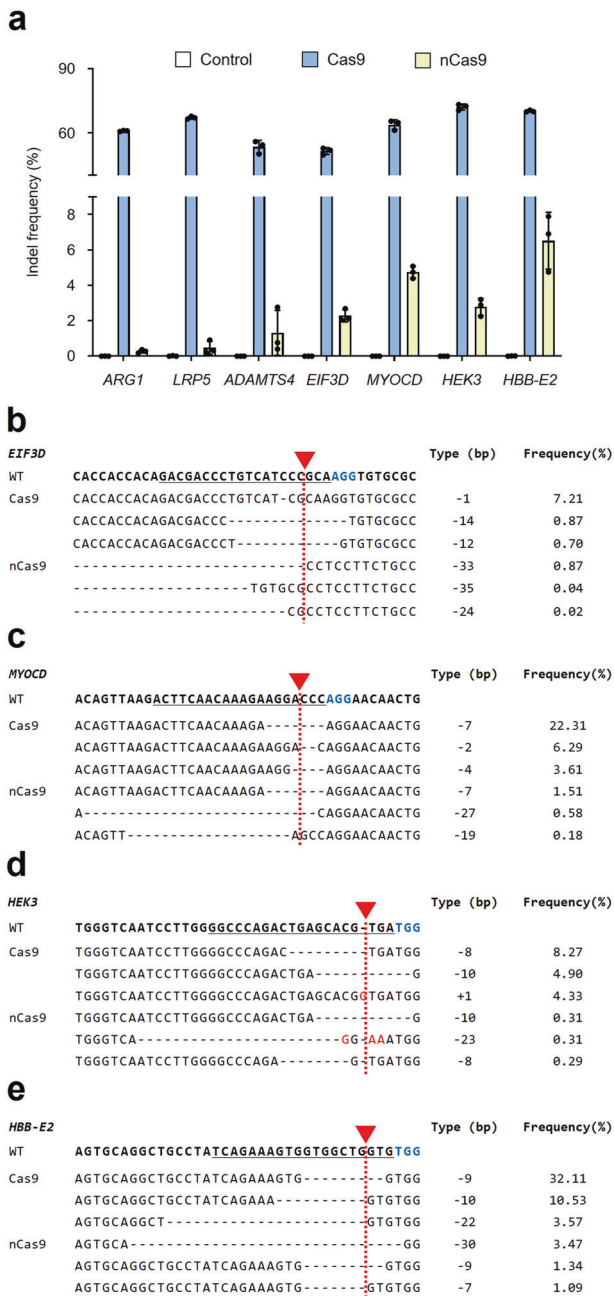 a
Control Cas9 nCas9
Indel frequency (%)
90
60
8
6
4
2
0
ARG1 LRP5 ADAMTS4 EIF3D MYOCD HEK3 HBB-E2
b
EIF3D Type (bp) Frequency(%)
WT CACCACCACAGACGACCCTGTCATCCCGCAAGGTGTGCGC
Cas9 CACCACCACAGACGACCCTGTCAT-CGCAAGGTGTGCGCC -1 7.21
CACCACCACAGACGACCC--------------TGTGCGCC -14 0.87
CACCACCACAGACGACCCT------------GTGTGCGCC -12 0.70
nCas9 ---------------------------CCTCCTTCTGCC -33 0.87
--------------------TGTGCGCCTCCTTCTGCC -35 0.04
-------------------------CGCCTCCTTCTGCC -24 0.02
c
MYOCD Type (bp) Frequency(%)
WT ACAGTTAAGACTTCAACAAAGAAGGACCCAGGAACAACTG
Cas9 ACAGTTAAGACTTCAACAAAGA-------AGGAACAACTG -7 22.31
ACAGTTAAGACTTCAACAAAGAAGGA--CAGGAACAACTG -2 6.29
ACAGTTAAGACTTCAACAAAGAAGG----AGGAACAACTG -4 3.61
nCas9 ACAGTTAAGACTTCAACAAAGA-------AGGAACAACTG -7 1.51
A---------------------------CAGGAACAACTG -27 0.58
ACAGTT-------------------AGCCAGGAACAACTG -19 0.18
d
HEK3 Type (bp) Frequency(%)
WT TGGGTCAATCCTTGGGGCCCAGACTGAGCACG-TGATGG
Cas9 TGGGTCAATCCTTGGGGCCCAGAC---------TGATGG -8 8.27
TGGGTCAATCCTTGGGGCCCAGACTGA-----------G -10 4.90
TGGGTCAATCCTTGGGGCCCAGACTGAGCACGGTGATGG +1 4.33
nCas9 TGGGTCAATCCTTGGGGCCCAGACTGA-----------G -10 0.31
TGGGTCA------------------------GG-AAATGG -23 0.31
TGGGTCAATCCTTGGGGCCCAGA--------G-TGATGG -8 0.29
e
HBB-E2 Type (bp) Frequency(%)
WT AGTGCAGGCTGCCTATCAGAAAGTGGTGGCTGGTGTGG
Cas9 AGTGCAGGCTGCCTATCAGAAAGTG---------GTGG -9 32.11
AGTGCAGGCTGCCTATCAGAAA----------GTGTGG -10 10.53
AGTGCAGGCT----------------------GTGTGG -22 3.57
nCas9 AGTGCA------------------------------GG -30 3.47
AGTGCAGGCTGCCTATCAGAAAGTG---------GTGG -9 1.34
AGTGCAGGCTGCCTATCAGAAAGTG-------GTGTGG -7 1.09